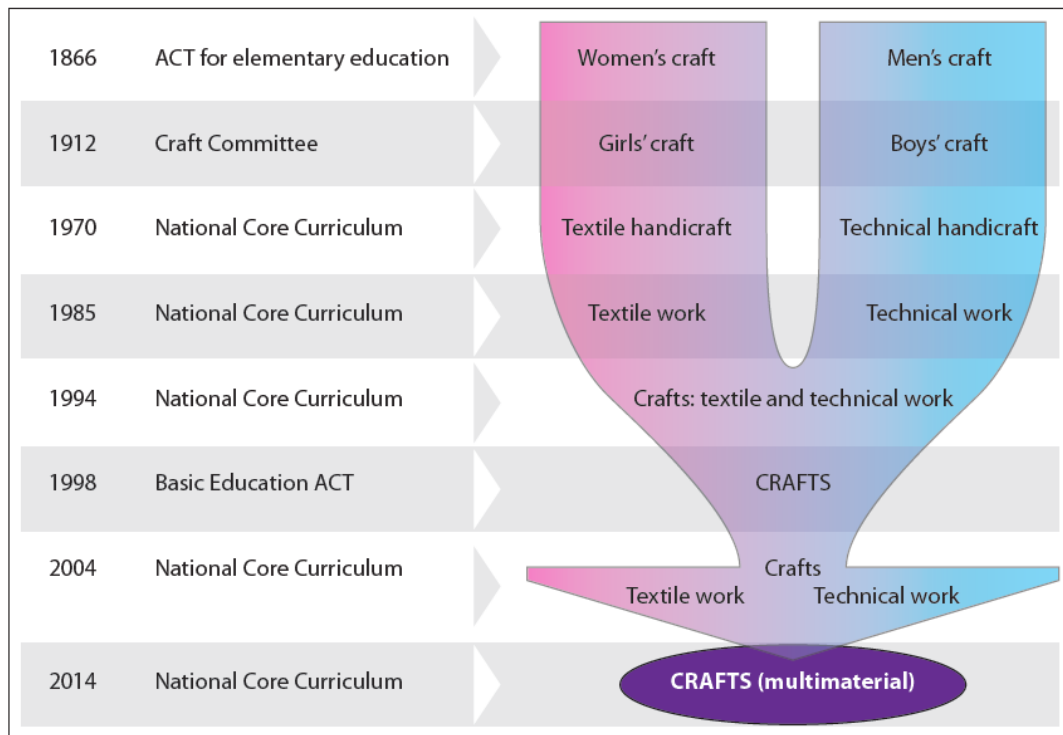 1866 ACT for elementary education Women's craft Men's craft
1912 Craft Committee Girls' craft Boys' craft
1970 National Core Curriculum Textile handicraft Technical handicraft
1985 National Core Curriculum Textile work Technical work
1994 National Core Curriculum Crafts: textile and technical work
1998 Basic Education ACT CRAFTS
2004 National Core Curriculum Crafts
Textile work Technical work
2014 National Core Curriculum CRAFTS (multimaterial)